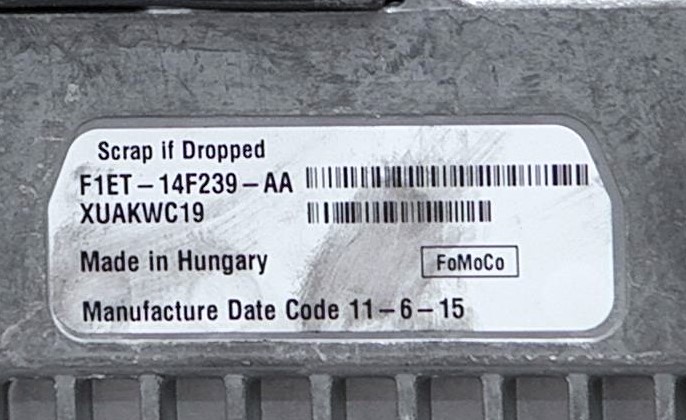 Scrap if Dropped
F1ET – 14F239 – AA
XUAKWC19
Made in Hungary FoMoCo
Manufacture Date Code 11 – 6 – 15